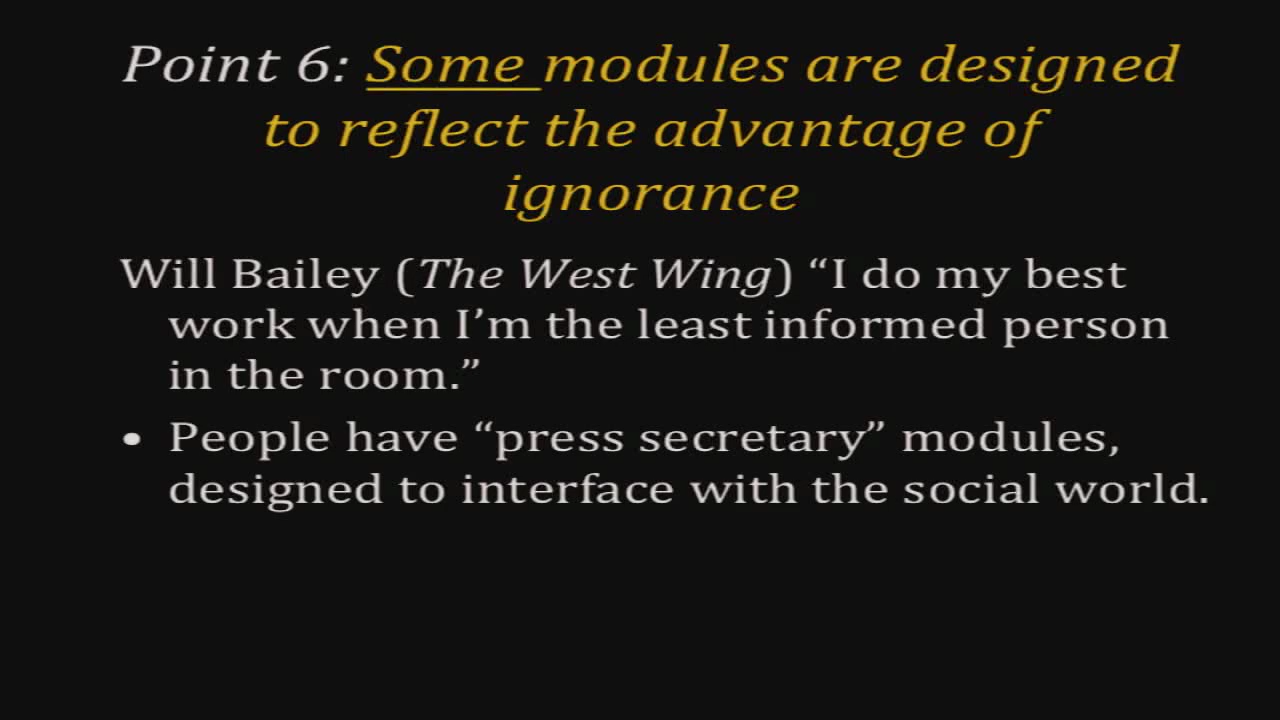 Point 6: Some modules are designed
to reflect the advantage of
ignorance
Will Bailey (The West Wing) “I do my best
work when I’m the least informed person
in the room.”
• People have “press secretary” modules,
designed to interface with the social world.